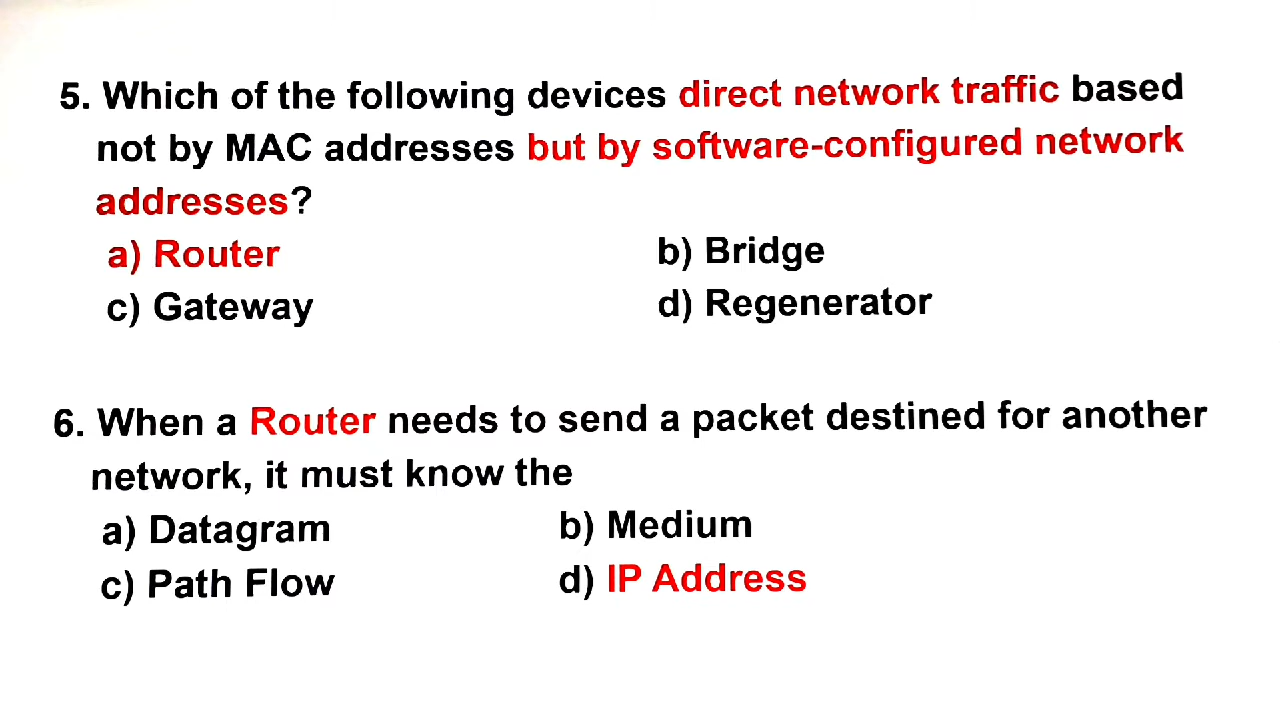 5. Which of the following devices direct network traffic based
not by MAC addresses but by software-configured network
addresses?
a) Router b) Bridge
c) Gateway d) Regenerator
6. When a Router needs to send a packet destined for another
network, it must know the
a) Datagram b) Medium
c) Path Flow d) IP Address